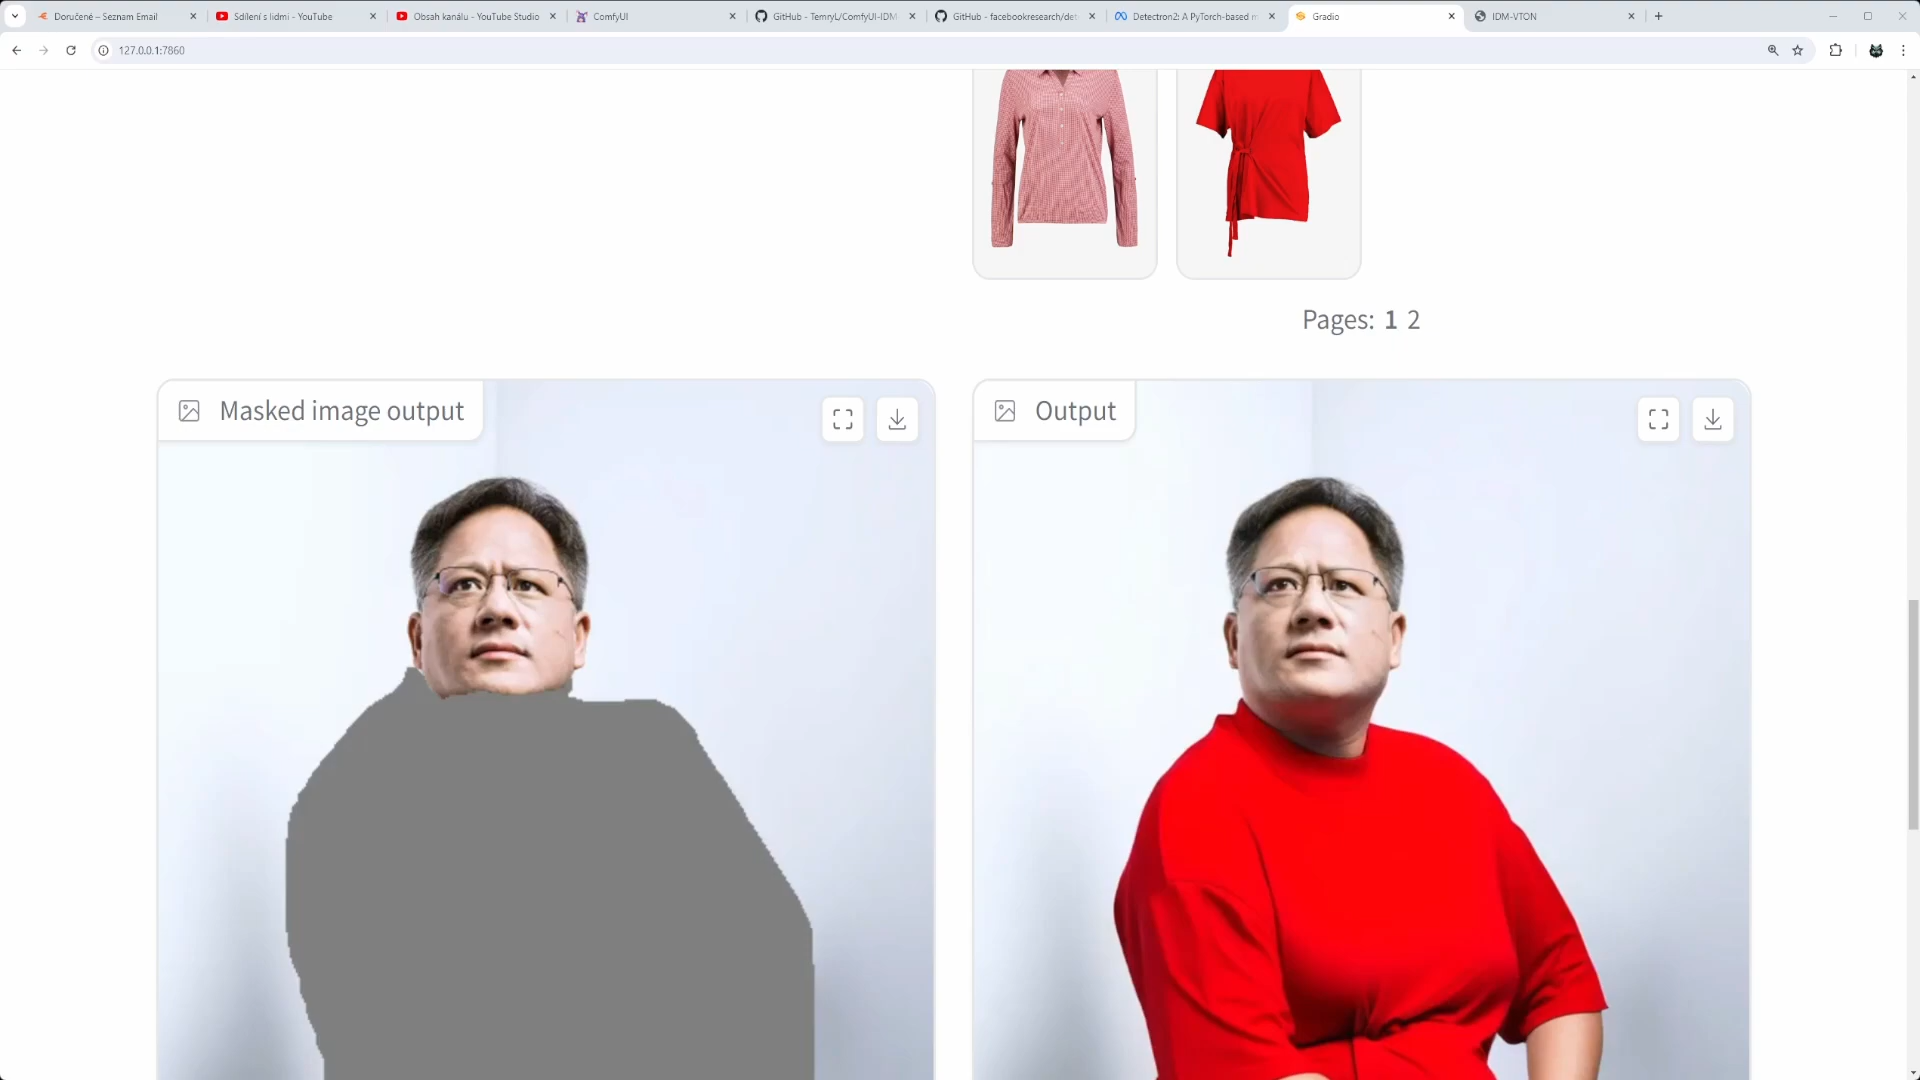 Doručené – Seznam Email
Sdílení s lidmi - YouTube
Obsah kanálu - YouTube Studio
ComfyUI
GitHub - TemryL/ComfyUI-IDM
GitHub - facebookresearch/det
Detectron2: A PyTorch-based m
Gradio
IDM-VTON
127.0.0.1:7860
Pages: 1 2
Masked image output
Output